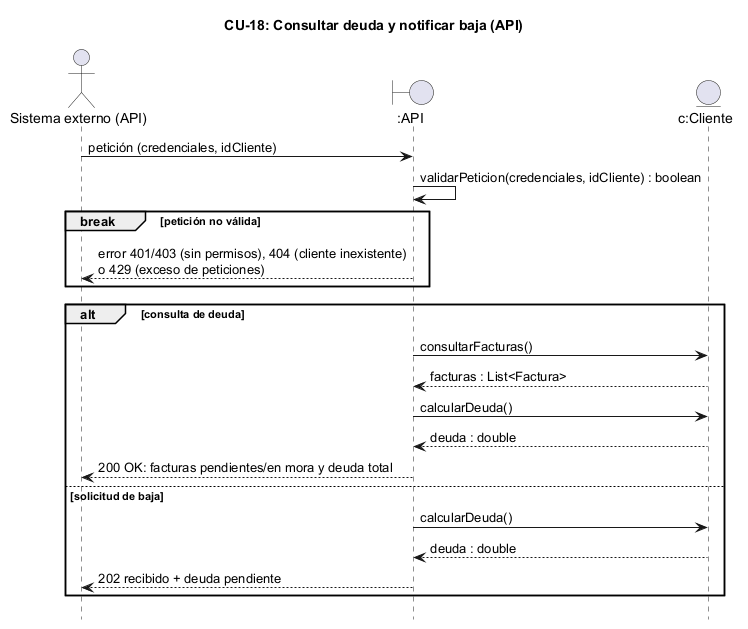 CU-18: Consultar deuda y notificar baja (API)
Sistema externo (API)
:API
c:Cliente
petición (credenciales, idCliente)
validarPeticion(credenciales, idCliente) : boolean
break
[petición no válida]
error 401/403 (sin permisos), 404 (cliente inexistente)
o 429 (exceso de peticiones)
alt
[consulta de deuda]
consultarFacturas()
facturas : List<Factura>
calcularDeuda()
deuda : double
200 OK: facturas pendientes/en mora y deuda total
[solicitud de baja]
calcularDeuda()
deuda : double
202 recibido + deuda pendiente